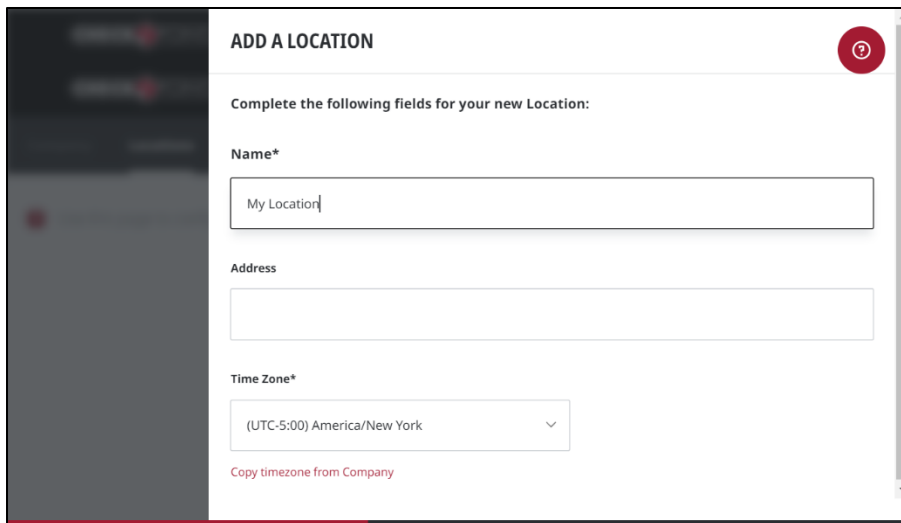 ADD A LOCATION
Complete the following fields for your new Location:
Name*
My Location
Address
Time Zone*
(UTC-5:00) America/New York
Copy timezone from Company